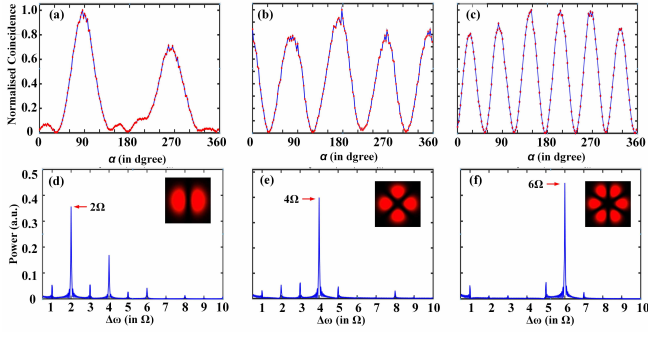 (a) (b) (c)
Normalised Coincidence
1.0
0.8
0.6
0.4
0.2
0
0 90 180 270 360
0 90 180 270 360
0 90 180 270 360
α (in dgree) α (in dgree) α (in dgree)
(d) (e) (f)
Power (a.u.)
0.5
0.4
0.3
0.2
0.1
0
2Ω 4Ω 6Ω
1 2 3 4 5 6 7 8 9 10
1 2 3 4 5 6 7 8 9 10
1 2 3 4 5 6 7 8 9 10
Δω (in Ω) Δω (in Ω) Δω (in Ω)